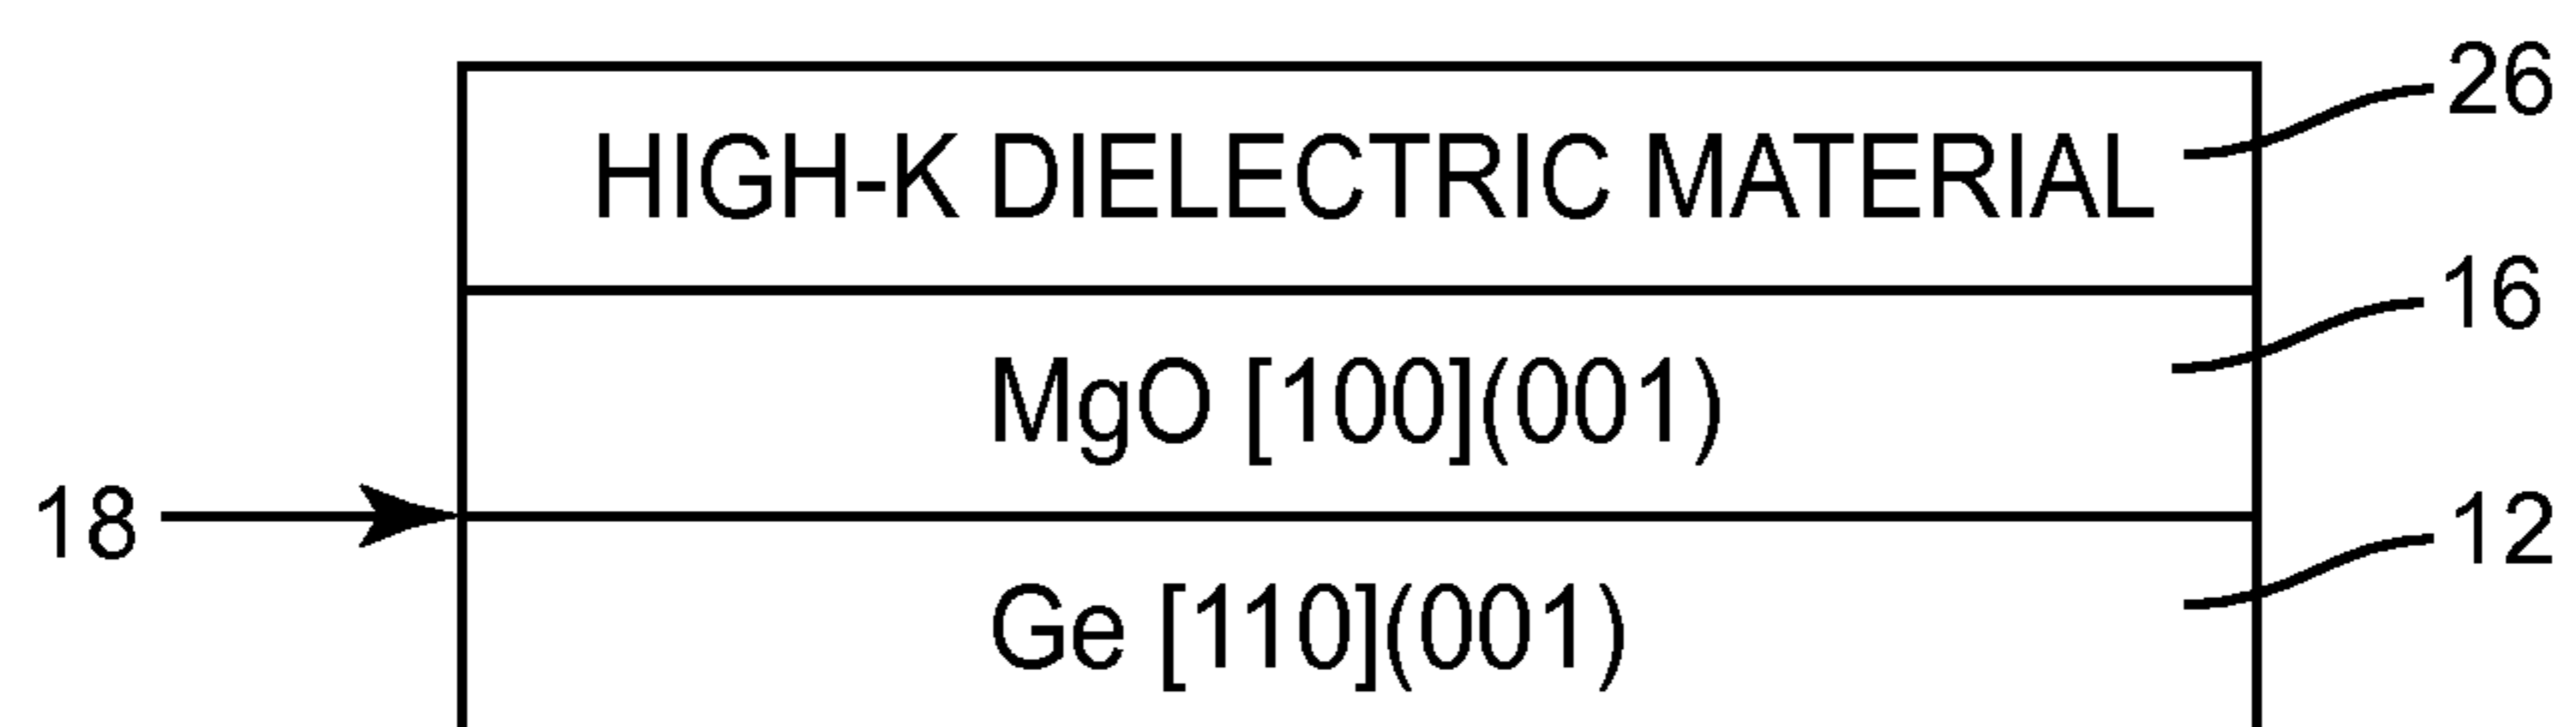 26
HIGH-K DIELECTRIC MATERIAL
16
MgO [100](001)
18
12
Ge [110](001)